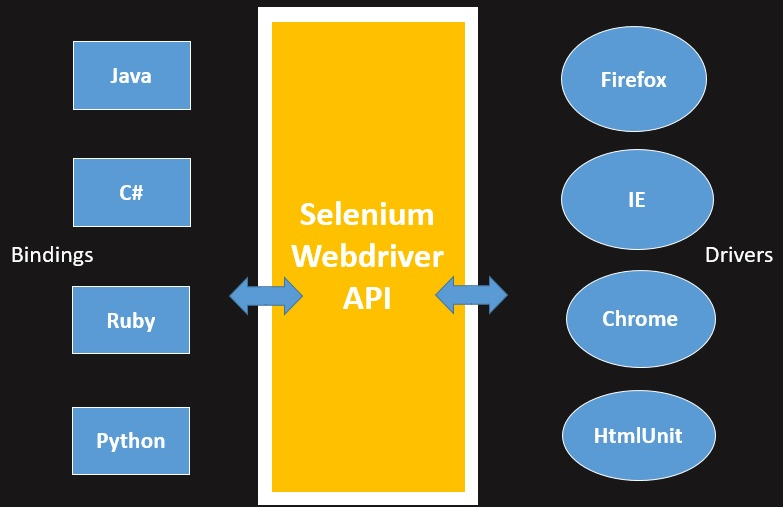 Java
C#
Bindings
Ruby
Python
Selenium
Webdriver
API
Firefox
IE
Drivers
Chrome
HtmlUnit